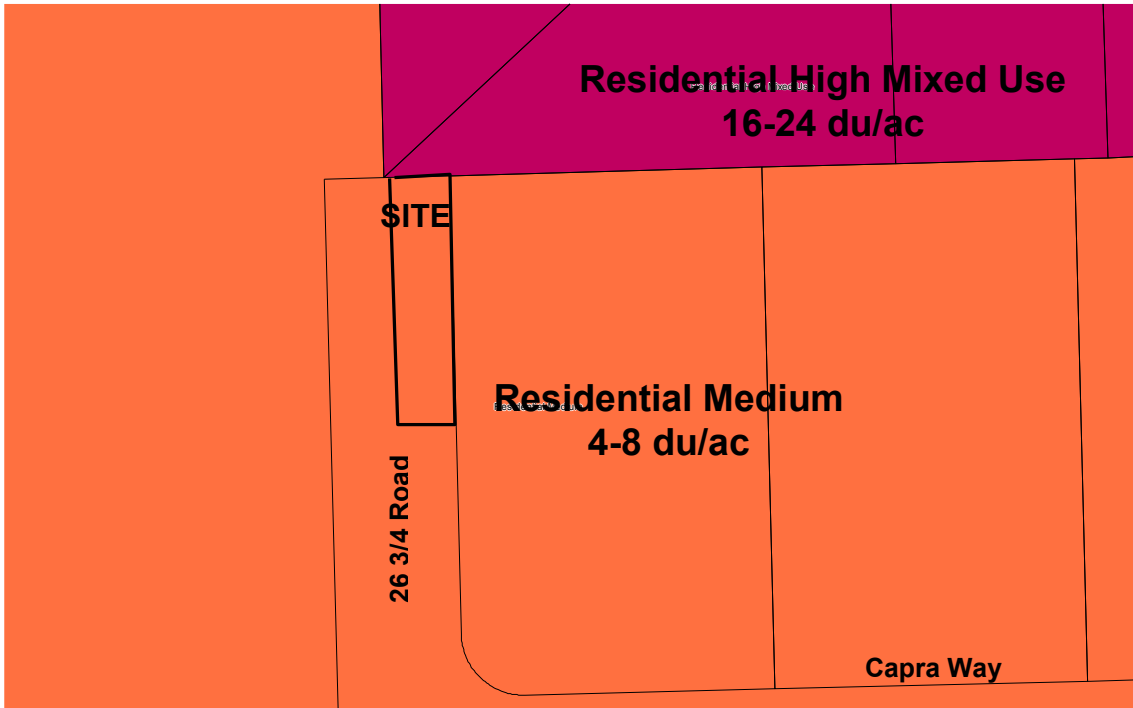 Residential High Mixed Use
16-24 du/ac
SITE
Residential Medium
4-8 du/ac
26 3/4 Road
Capra Way